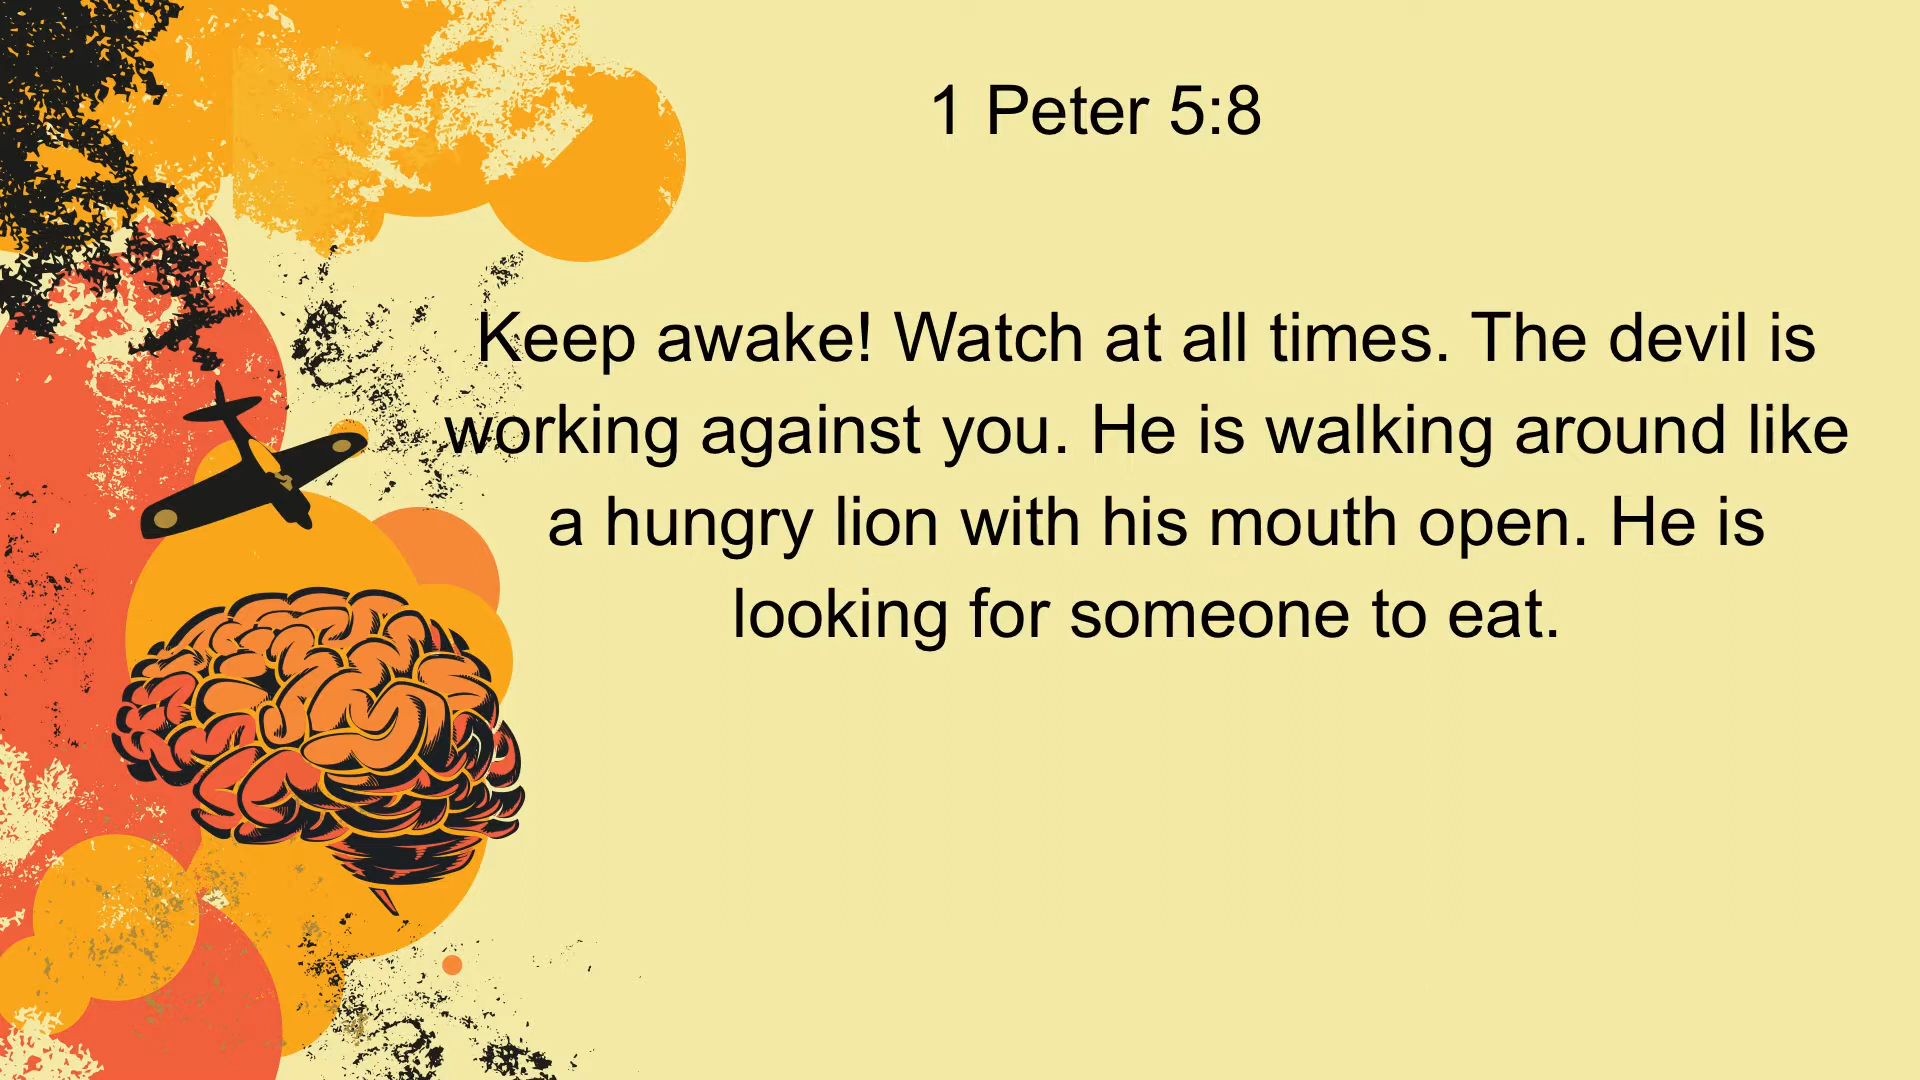 1 Peter 5:8
Keep awake! Watch at all times. The devil is
working against you. He is walking around like
a hungry lion with his mouth open. He is
looking for someone to eat.